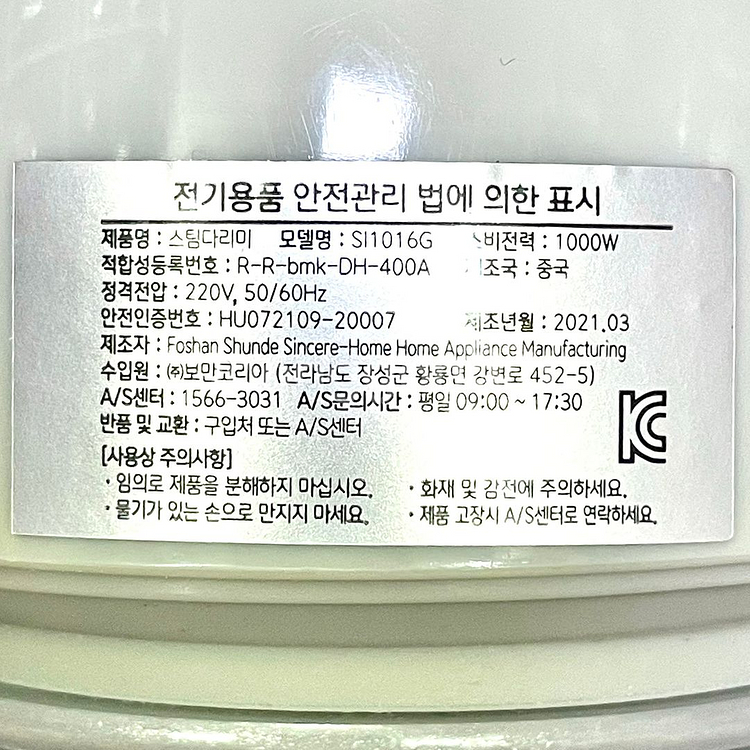 전기용품 안전관리 법에 의한 표시
제품명 : 스팀다리미 모델명 : SI1016G 소비전력 : 1000W
적합성등록번호 : R-R-bmk-DH-400A 제조국 : 중국
정격전압 : 220V, 50/60Hz
안전인증번호 : HU072109-20007 제조년월 : 2021.03
제조자 : Foshan Shunde Sincere-Home Home Appliance Manufacturing
수입원 : ㈜보만코리아 (전라남도 장성군 황룡면 강변로 452-5)
A/S센터 : 1566-3031 A/S문의시간 : 평일 09:00 ~ 17:30
반품 및 교환 : 구입처 또는 A/S센터
[사용상 주의사항]
· 임의로 제품을 분해하지 마십시오. · 화재 및 감전에 주의하세요.
· 물기가 있는 손으로 만지지 마세요. · 제품 고장시 A/S센터로 연락하세요.